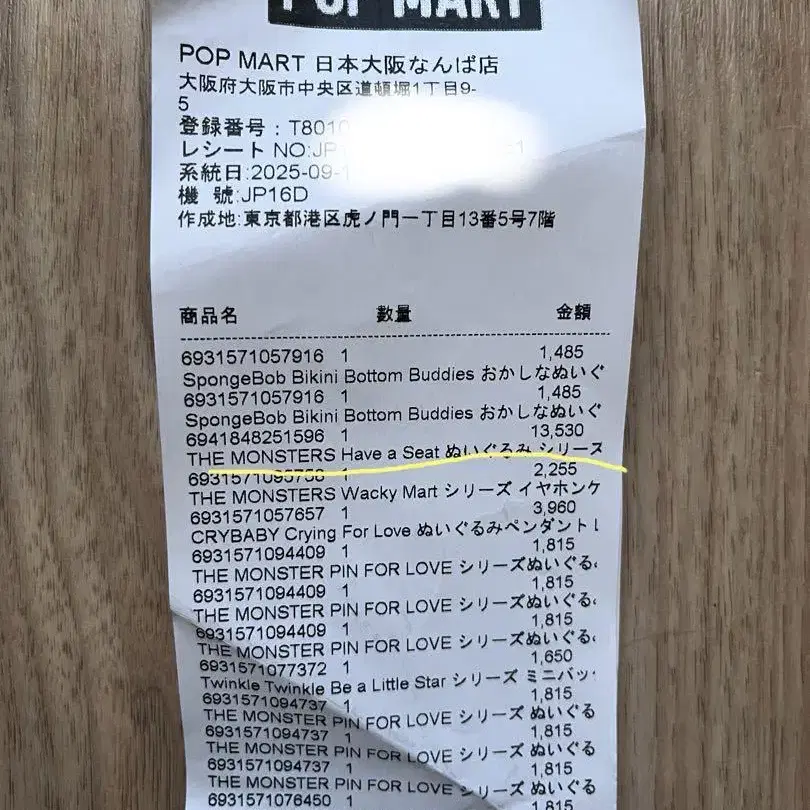 POP MART
POP MART 日本大阪なんば店
大阪府大阪市中央区道頓堀1丁目9-
5
登録番号：T8010
レシート NO:JP
系統日:2025-09-1
機 號:JP16D
作成地:東京都港区虎ノ門一丁目13番5号7階
商品名 数量 金額
6931571057916 1 1,485
SpongeBob Bikini Bottom Buddies おかしなぬいぐ
6931571057916 1 1,485
SpongeBob Bikini Bottom Buddies おかしなぬいぐ
6941848251596 1 13,530
THE MONSTERS Have a Seat ぬいぐるみ シリーズ
6931571095758 1 2,255
THE MONSTERS Wacky Mart シリーズ イヤホンケ
6931571057657 1 3,960
CRYBABY Crying For Love ぬいぐるみペンダントし
6931571094409 1 1,815
THE MONSTER PIN FOR LOVE シリーズぬいぐる
6931571094409 1 1,815
THE MONSTER PIN FOR LOVE シリーズぬいぐる
6931571094409 1 1,815
THE MONSTER PIN FOR LOVE シリーズぬいぐる
6931571077372 1 1,650
Twinkle Twinkle Be a Little Star シリーズ ミニバッ
6931571094737 1 1,815
THE MONSTER PIN FOR LOVE シリーズ ぬいぐる
6931571094737 1 1,815
THE MONSTER PIN FOR LOVE シリーズ ぬいぐる
6931571094737 1 1,815
THE MONSTER PIN FOR LOVE シリーズ ぬいぐる
6931571076450 1 1,815